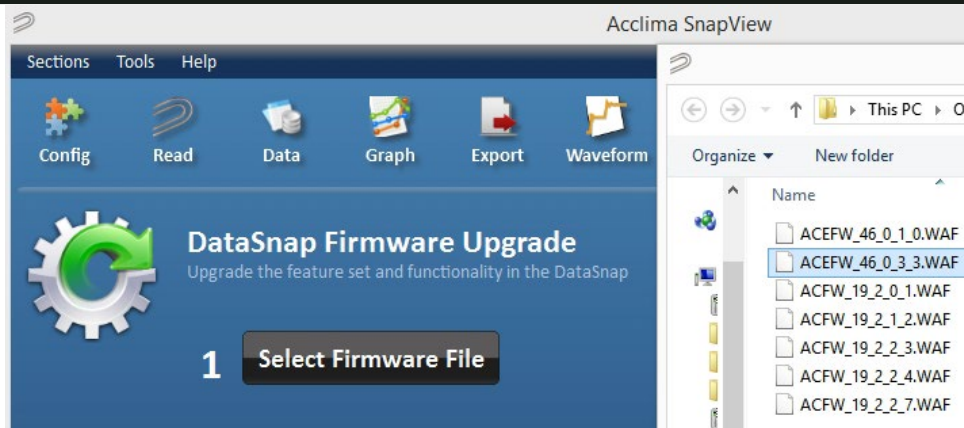 Acclima SnapView
Sections Tools Help
Config Read Data Graph Export Waveform
DataSnap Firmware Upgrade
Upgrade the feature set and functionality in the DataSnap
1 Select Firmware File
This PC
Organize New folder
Name
ACEFW_46_0_1_0.WAF
ACEFW_46_0_3_3.WAF
ACFW_19_2_0_1.WAF
ACFW_19_2_1_2.WAF
ACFW_19_2_2_3.WAF
ACFW_19_2_2_4.WAF
ACFW_19_2_2_7.WAF